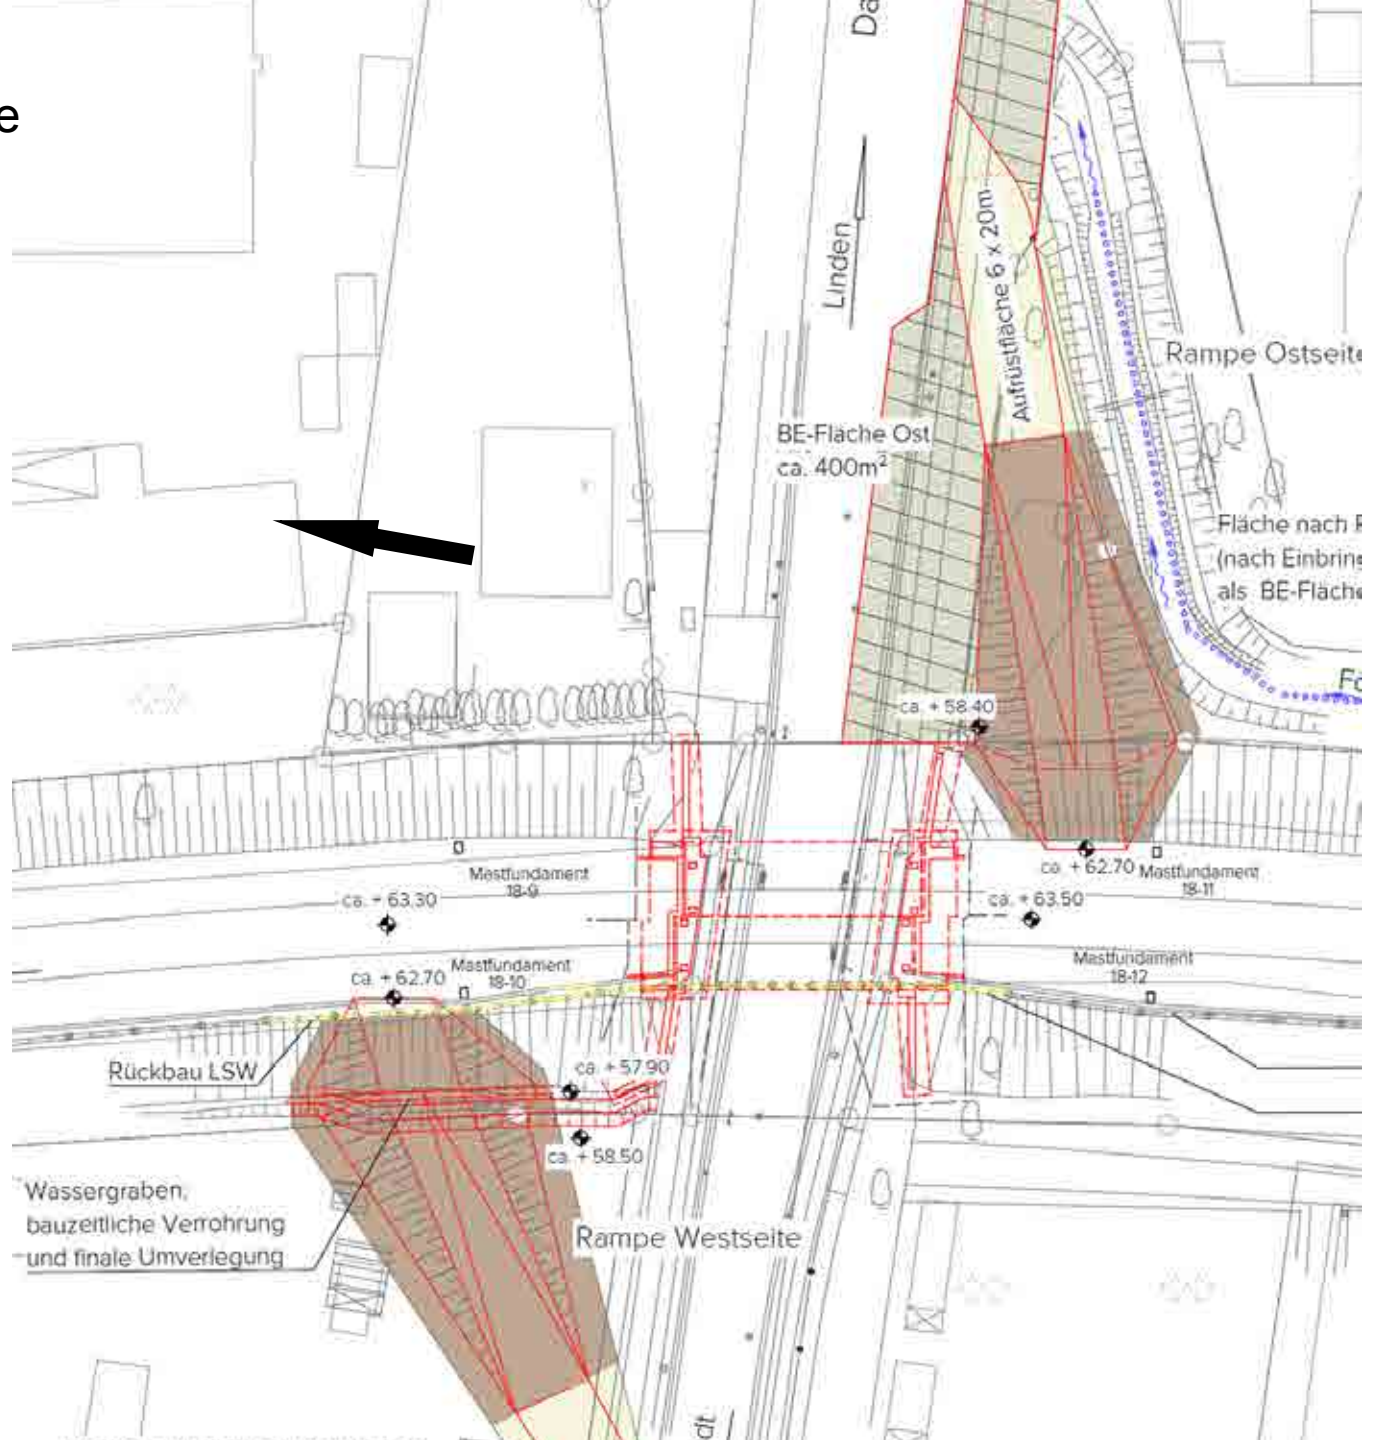 e
Da
Linden
Aufrüstfläche 6 x 20m
Rampe Ostseite
BE-Fläche Ost
ca. 400m²
Fläche nach R
(nach Einbring
als BE-Fläche
Fo
ca. + 58.40
ca. + 62.70
Mastfundament
18-11
Mastfundament
18-9
ca. + 63.30
ca. + 63.50
Mastfundament
18-10
ca. + 62.70
Mastfundament
18-12
Rückbau LSW
ca. + 57.90
ca. + 58.50
Wassergraben,
bauzeitliche Verrohrung
und finale Umverlegung
Rampe Westseite
dt